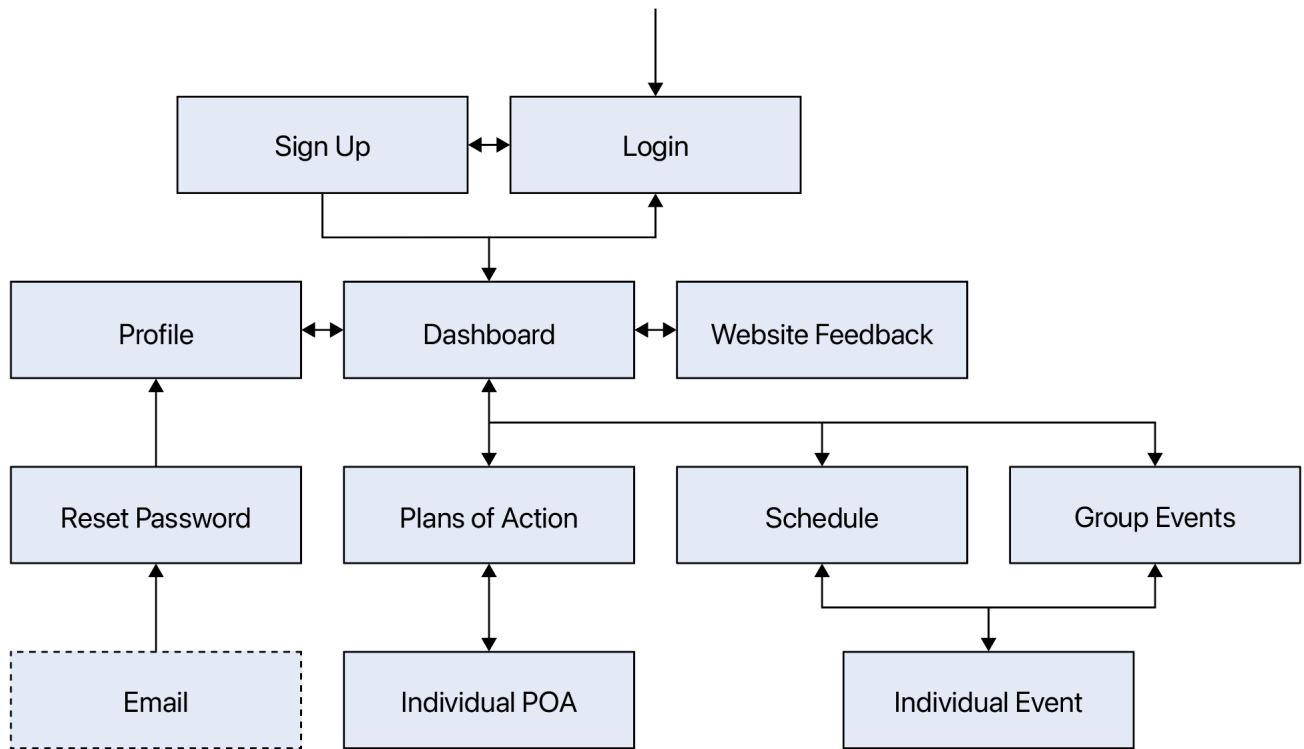 Sign Up
Login
Profile
Dashboard
Website Feedback
Reset Password
Plans of Action
Schedule
Group Events
Email
Individual POA
Individual Event